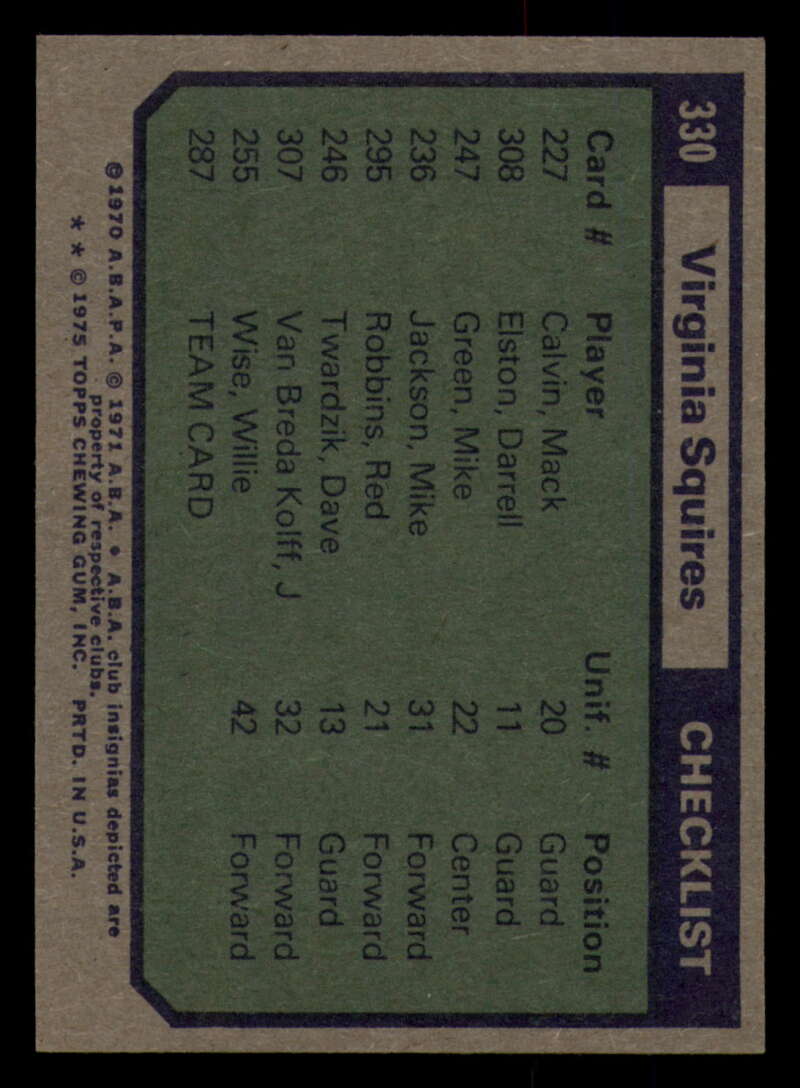 330 Virginia Squires CHECKLIST
Card # Player Unif. # Position
227 Calvin, Mack 20 Guard
308 Elston, Darrell 11 Guard
247 Green, Mike 22 Center
236 Jackson, Mike 31 Forward
295 Robbins, Red 21 Forward
246 Twardzik, Dave 13 Guard
307 Van Breda Kolff, J 32 Forward
255 Wise, Willie 42 Forward
287 TEAM CARD
©1970 A.B.A.P.A. ©1971 A.B.A. • A.B.A. club insignias depicted are
property of respective clubs.
* * © 1975 TOPPS CHEWING GUM, INC. PRTD. IN U.S.A.